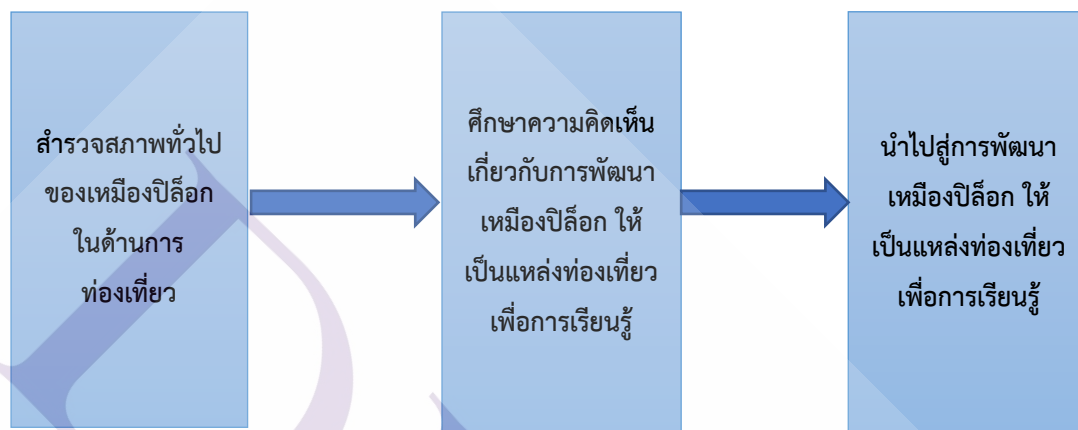 สำรวจสภาพทั่วไป
ของเหมืองปิล็อก
ในด้านการ
ท่องเที่ยว
ศึกษาความคิดเห็น
เกี่ยวกับการพัฒนา
เหมืองปิล็อก ให้
เป็นแหล่งท่องเที่ยว
เพื่อการเรียนรู้
นำไปสู่การพัฒนา
เหมืองปิล็อก ให้
เป็นแหล่งท่องเที่ยว
เพื่อการเรียนรู้